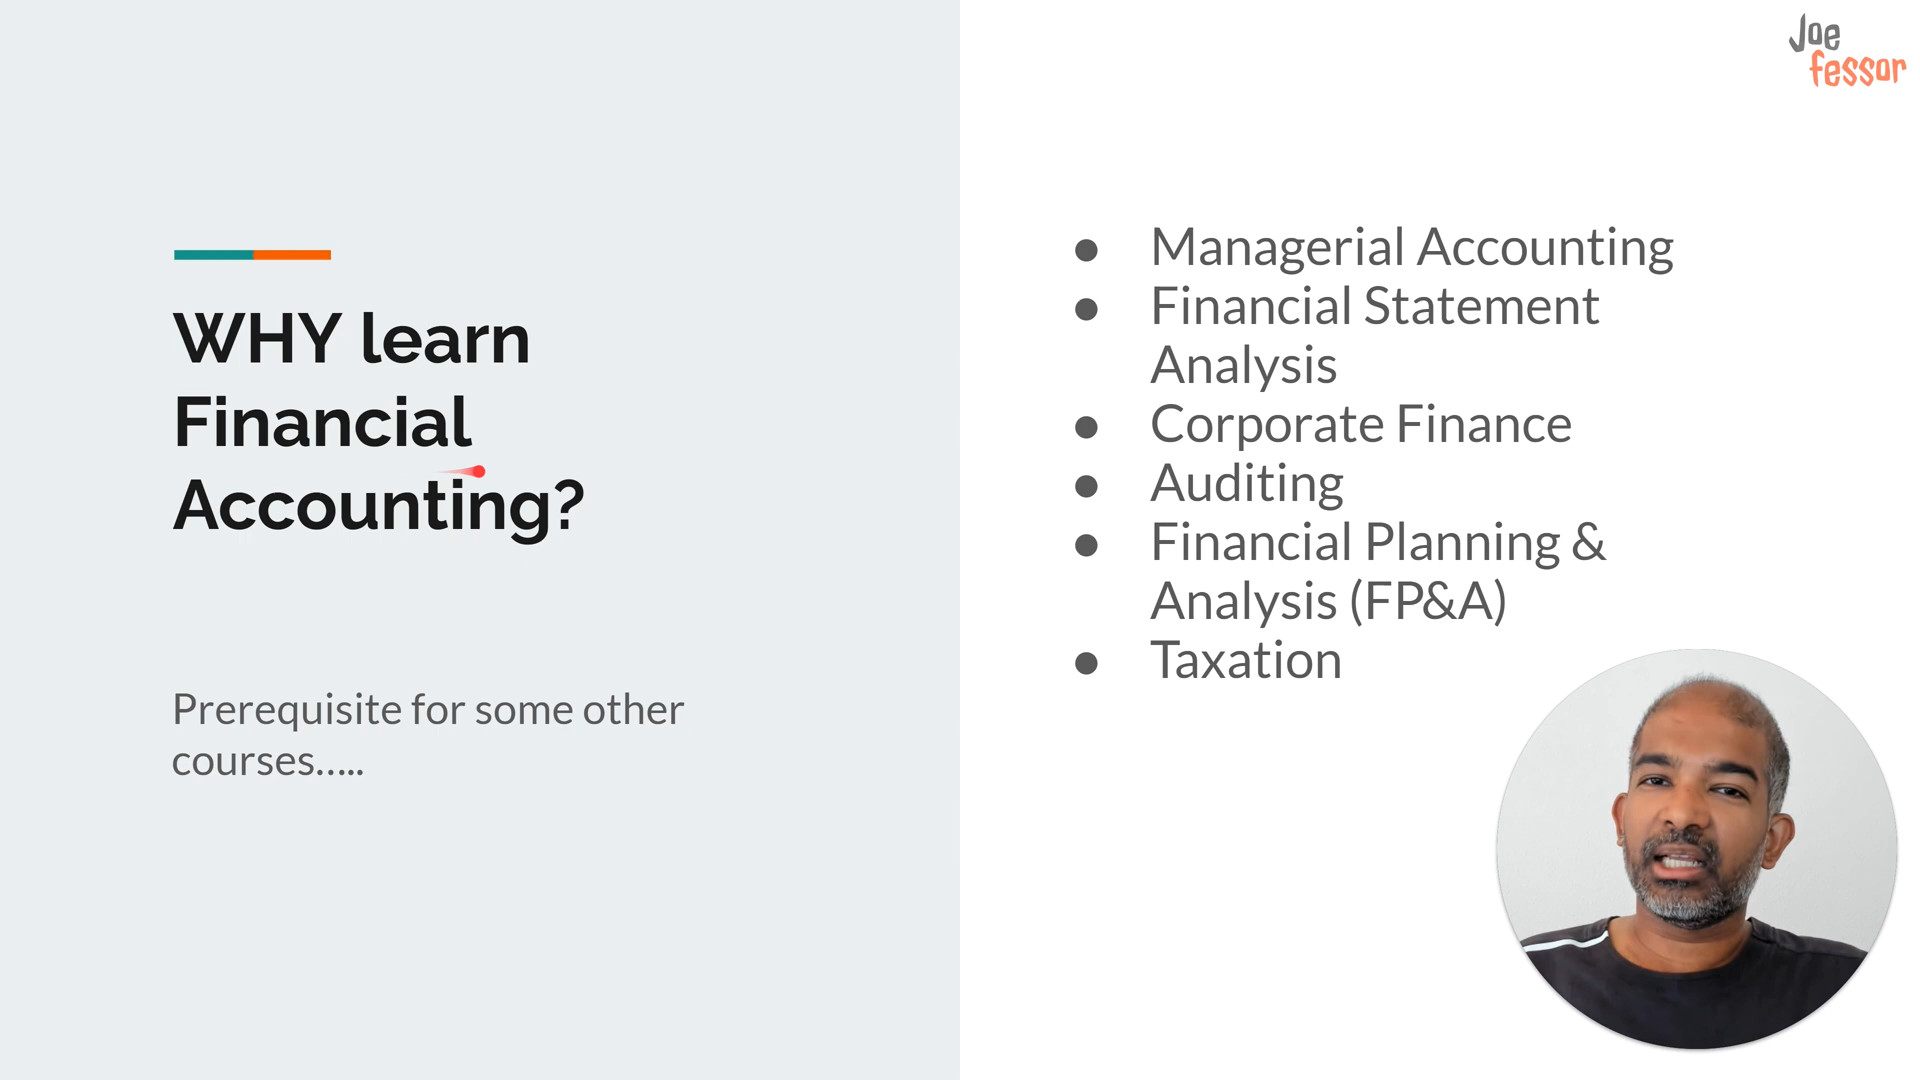 Joe
fessor
WHY learn
Financial
Accounting?
Prerequisite for some other
courses…..
● Managerial Accounting
● Financial Statement
Analysis
● Corporate Finance
● Auditing
● Financial Planning &
Analysis (FP&A)
● Taxation